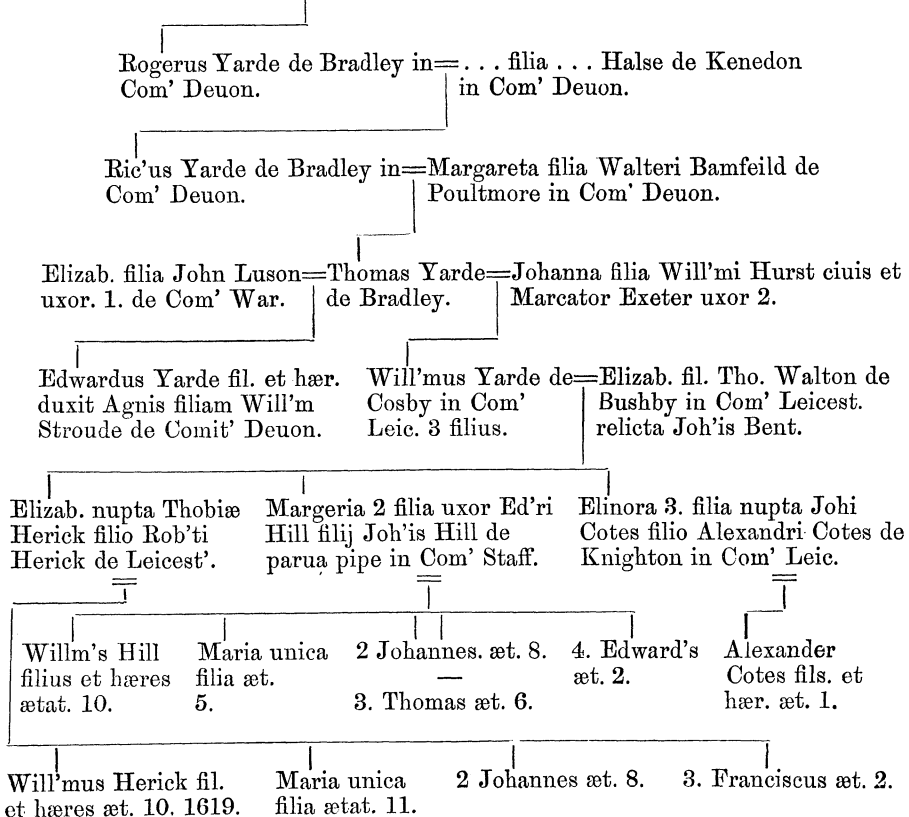 Rogerus Yarde de Bradley in=. . . filia . . . Halse de Kenedon
Com' Deuon. in Com' Deuon.
Ric'us Yarde de Bradley in=Margareta filia Walteri Bamfeild de
Com' Deuon. Poultmore in Com' Deuon.
Elizab. filia John Luson=Thomas Yarde=Johanna filia Will'mi Hurst ciuis et
uxor. 1. de Com' War. de Bradley. Marcator Exeter uxor 2.
Edwardus Yarde fil. et hær.
duxit Agnis filiam Will'm
Stroude de Comit' Deuon.
Will'mus Yarde de=Elizab. fil. Tho. Walton de
Cosby in Com' Bushby in Com' Leicest.
Leic. 3 filius. relicta Joh'is Bent.
Elizab. nupta Thobiæ
Herick filio Rob'ti
Herick de Leicest'.
Margeria 2 filia uxor Ed'ri
Hill filij Joh'is Hill de
parua pipe in Com' Staff.
Elinora 3. filia nupta Johi
Cotes filio Alexandri Cotes de
Knighton in Com' Leic.
Willm's Hill
filius et hæres
ætat. 10.
Maria unica
filia æt.
5.
2 Johannes. æt. 8.
—
3. Thomas æt. 6.
4. Edward's
æt. 2.
Alexander
Cotes fils. et
hær. æt. 1.
Will'mus Herick fil.
et hæres æt. 10. 1619.
Maria unica
filia ætat. 11.
2 Johannes æt. 8.
3. Franciscus æt. 2.